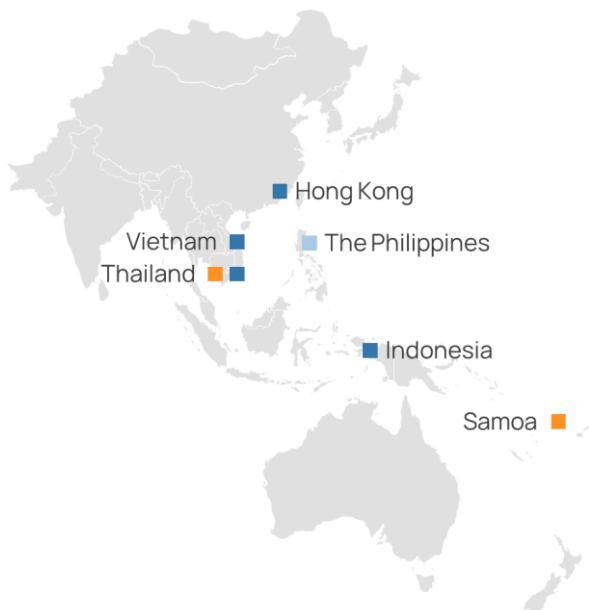 Hong Kong
Vietnam
The Philippines
Thailand
Indonesia
Samoa